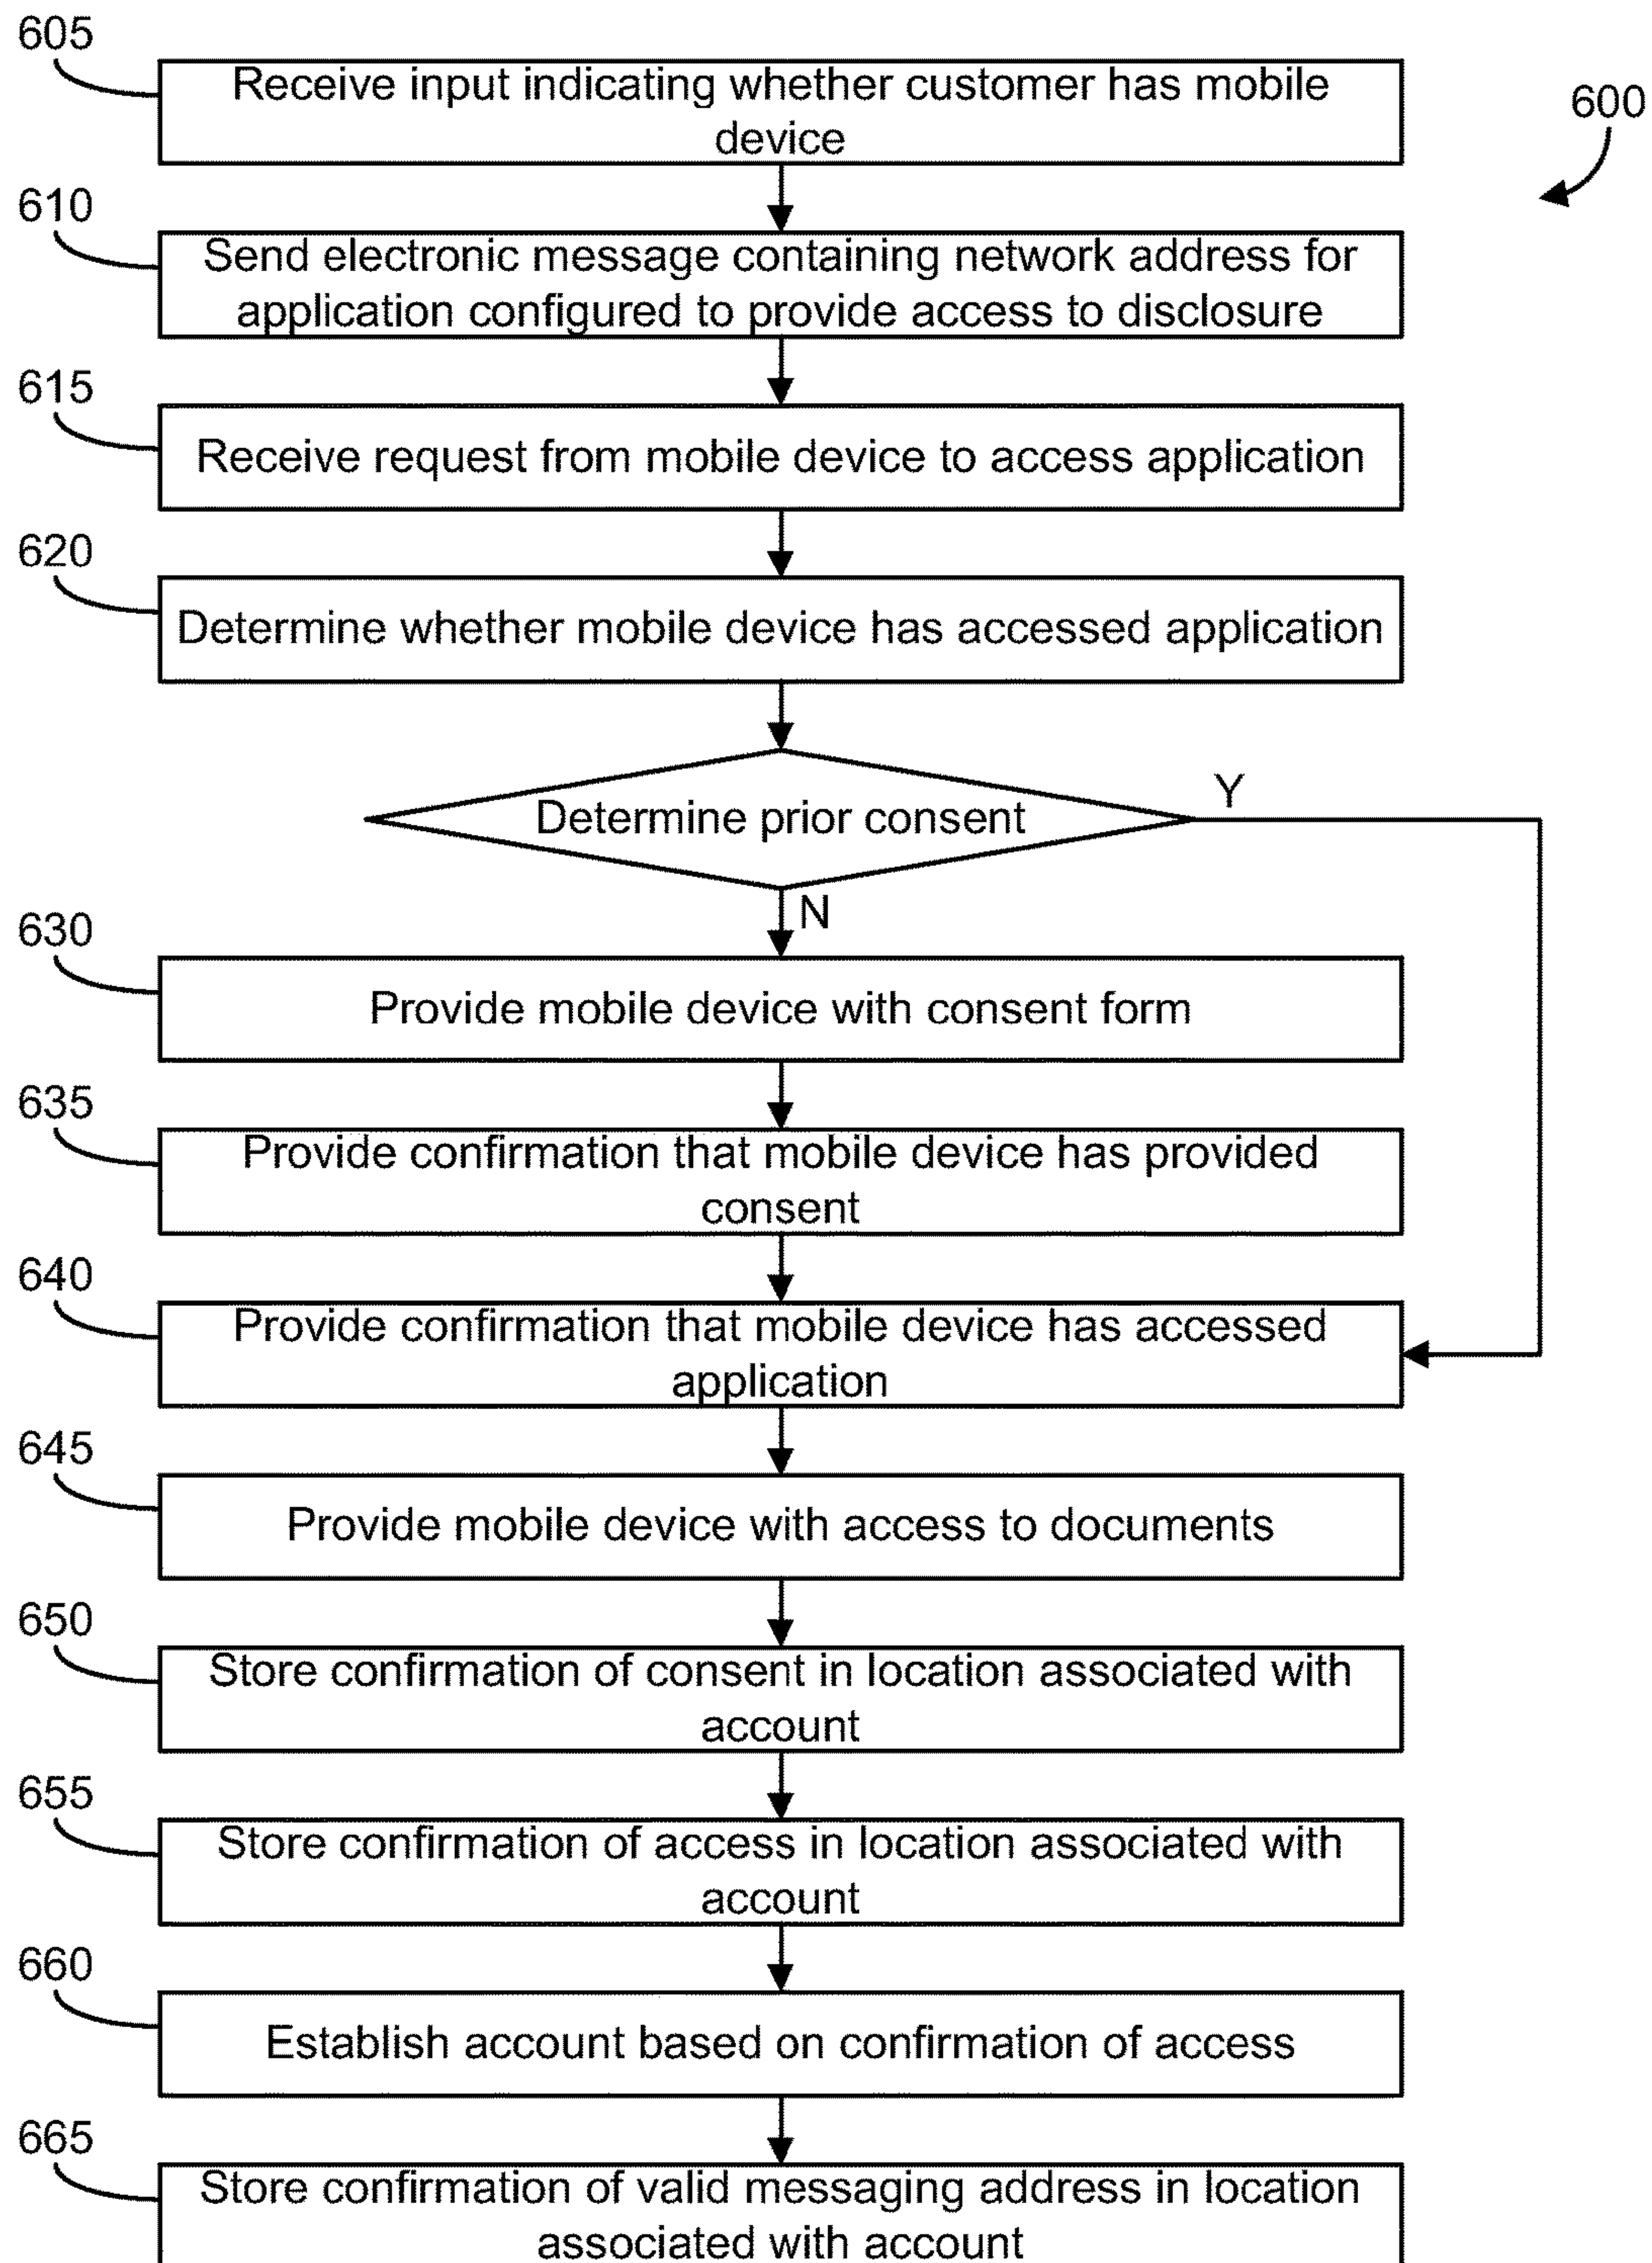 605
Receive input indicating whether customer has mobile
device
600
610
Send electronic message containing network address for
application configured to provide access to disclosure
615
Receive request from mobile device to access application
620
Determine whether mobile device has accessed application
Determine prior consent
Y
N
630
Provide mobile device with consent form
635
Provide confirmation that mobile device has provided
consent
640
Provide confirmation that mobile device has accessed
application
645
Provide mobile device with access to documents
650
Store confirmation of consent in location associated with
account
655
Store confirmation of access in location associated with
account
660
Establish account based on confirmation of access
665
Store confirmation of valid messaging address in location
associated with account